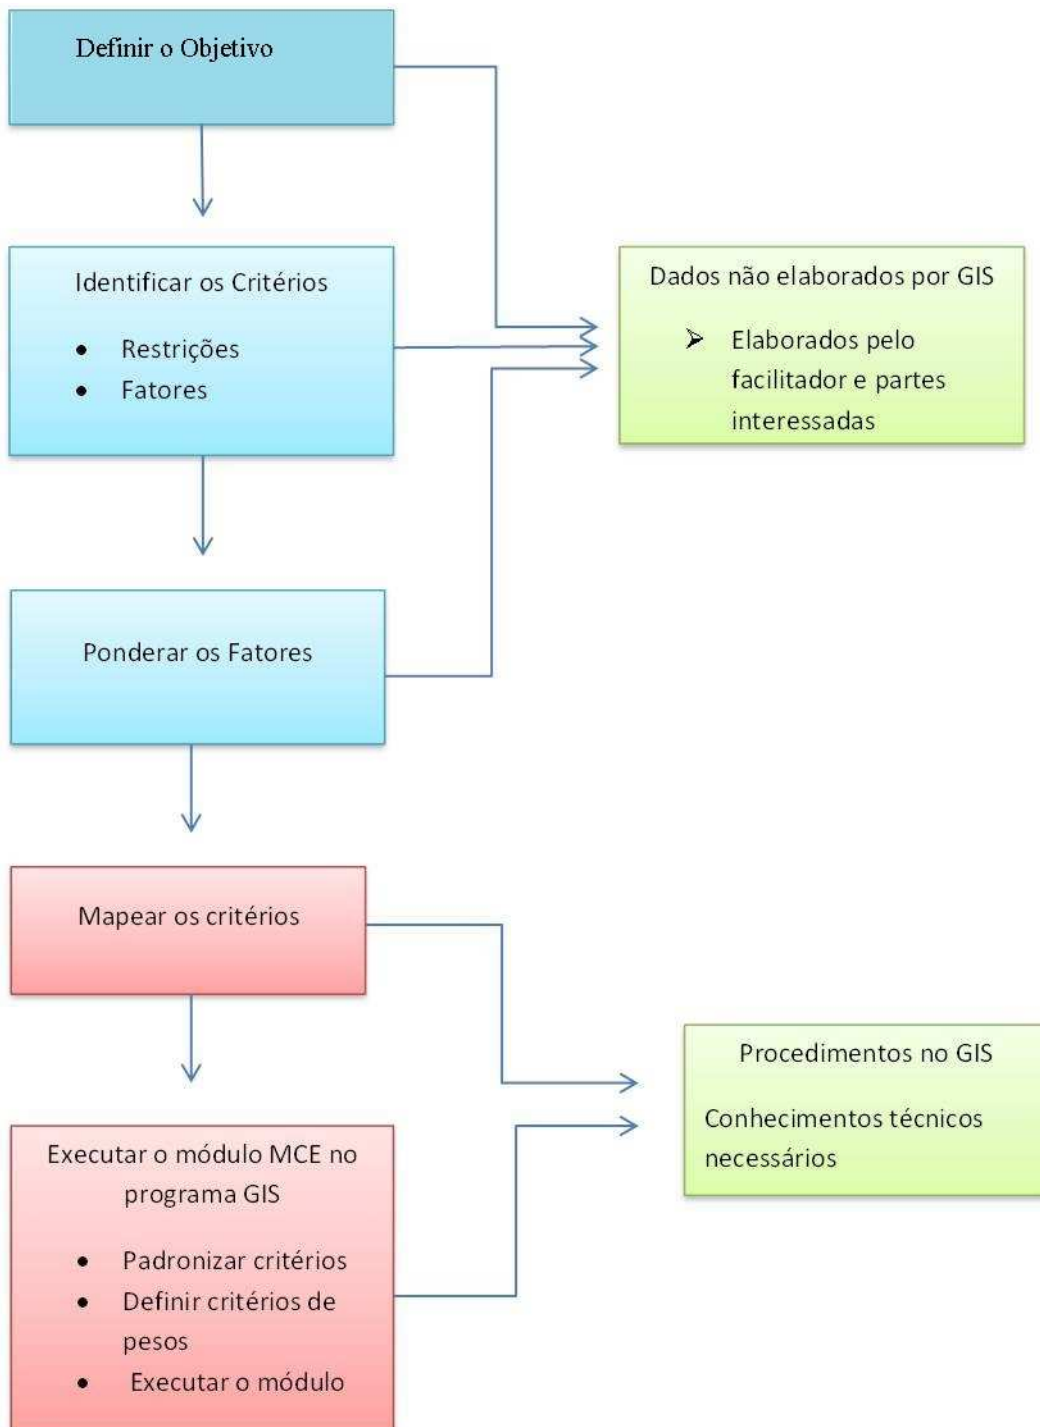 Definir o Objetivo
Identificar os Critérios
• Restrições
• Fatores
Dados não elaborados por GIS
➢ Elaborados pelo
facilitador e partes
interessadas
Ponderar os Fatores
Mapear os critérios
Procedimentos no GIS
Conhecimentos técnicos
necessários
Executar o módulo MCE no
programa GIS
• Padronizar critérios
• Definir critérios de
pesos
• Executar o módulo